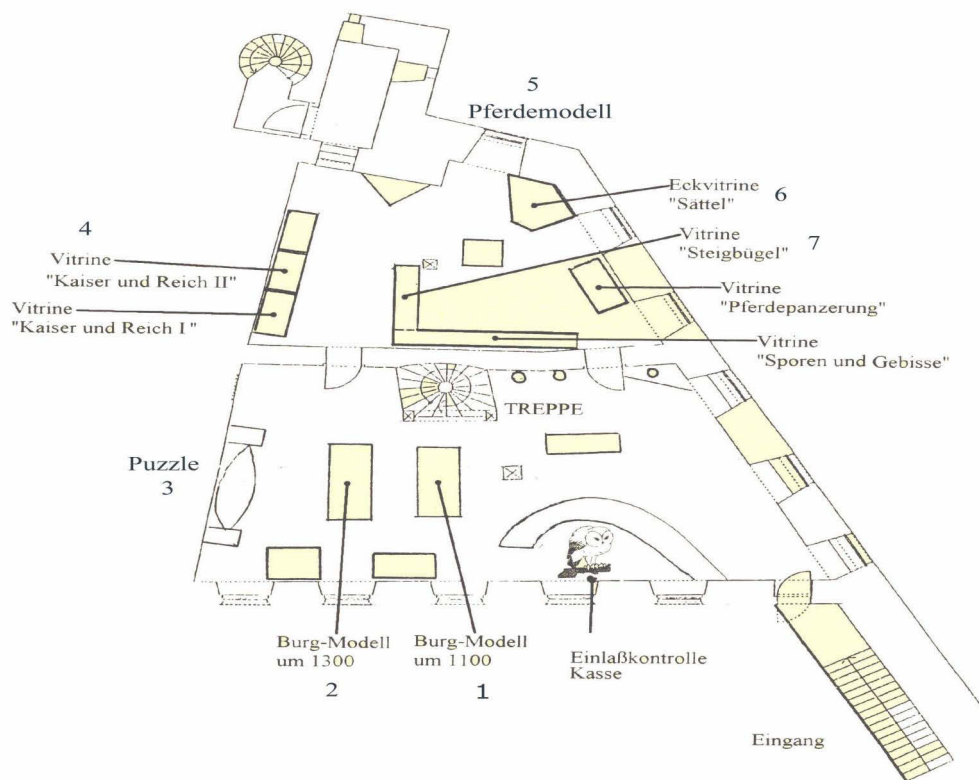 5
Pferdemodell
Eckvitrine
"Sättel"
6
4
Vitrine
"Steigbügel"
7
Vitrine
"Kaiser und Reich II"
Vitrine
"Pferdepanzerung"
Vitrine
"Kaiser und Reich I"
Vitrine
"Sporen und Gebisse"
TREPPE
Puzzle
3
Burg-Modell
um 1300
2
Burg-Modell
um 1100
1
Einlaßkontrolle
Kasse
Eingang